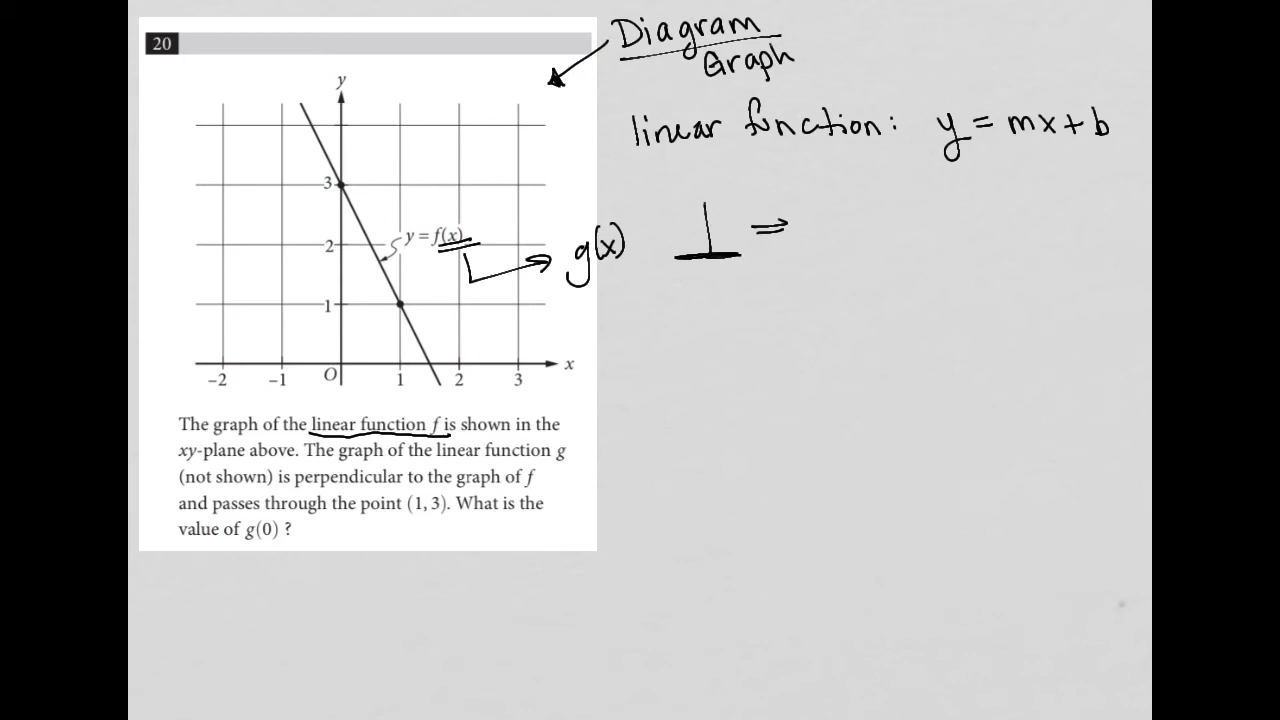 20
Diagram
Graph
linear function: y = mx + b
y
3
2
1
y = f(x)
g(x) ⊥ ⇒
-2 -1 O 1 2 3 x
The graph of the linear function f is shown in the
xy-plane above. The graph of the linear function g
(not shown) is perpendicular to the graph of f
and passes through the point (1, 3). What is the
value of g(0) ?